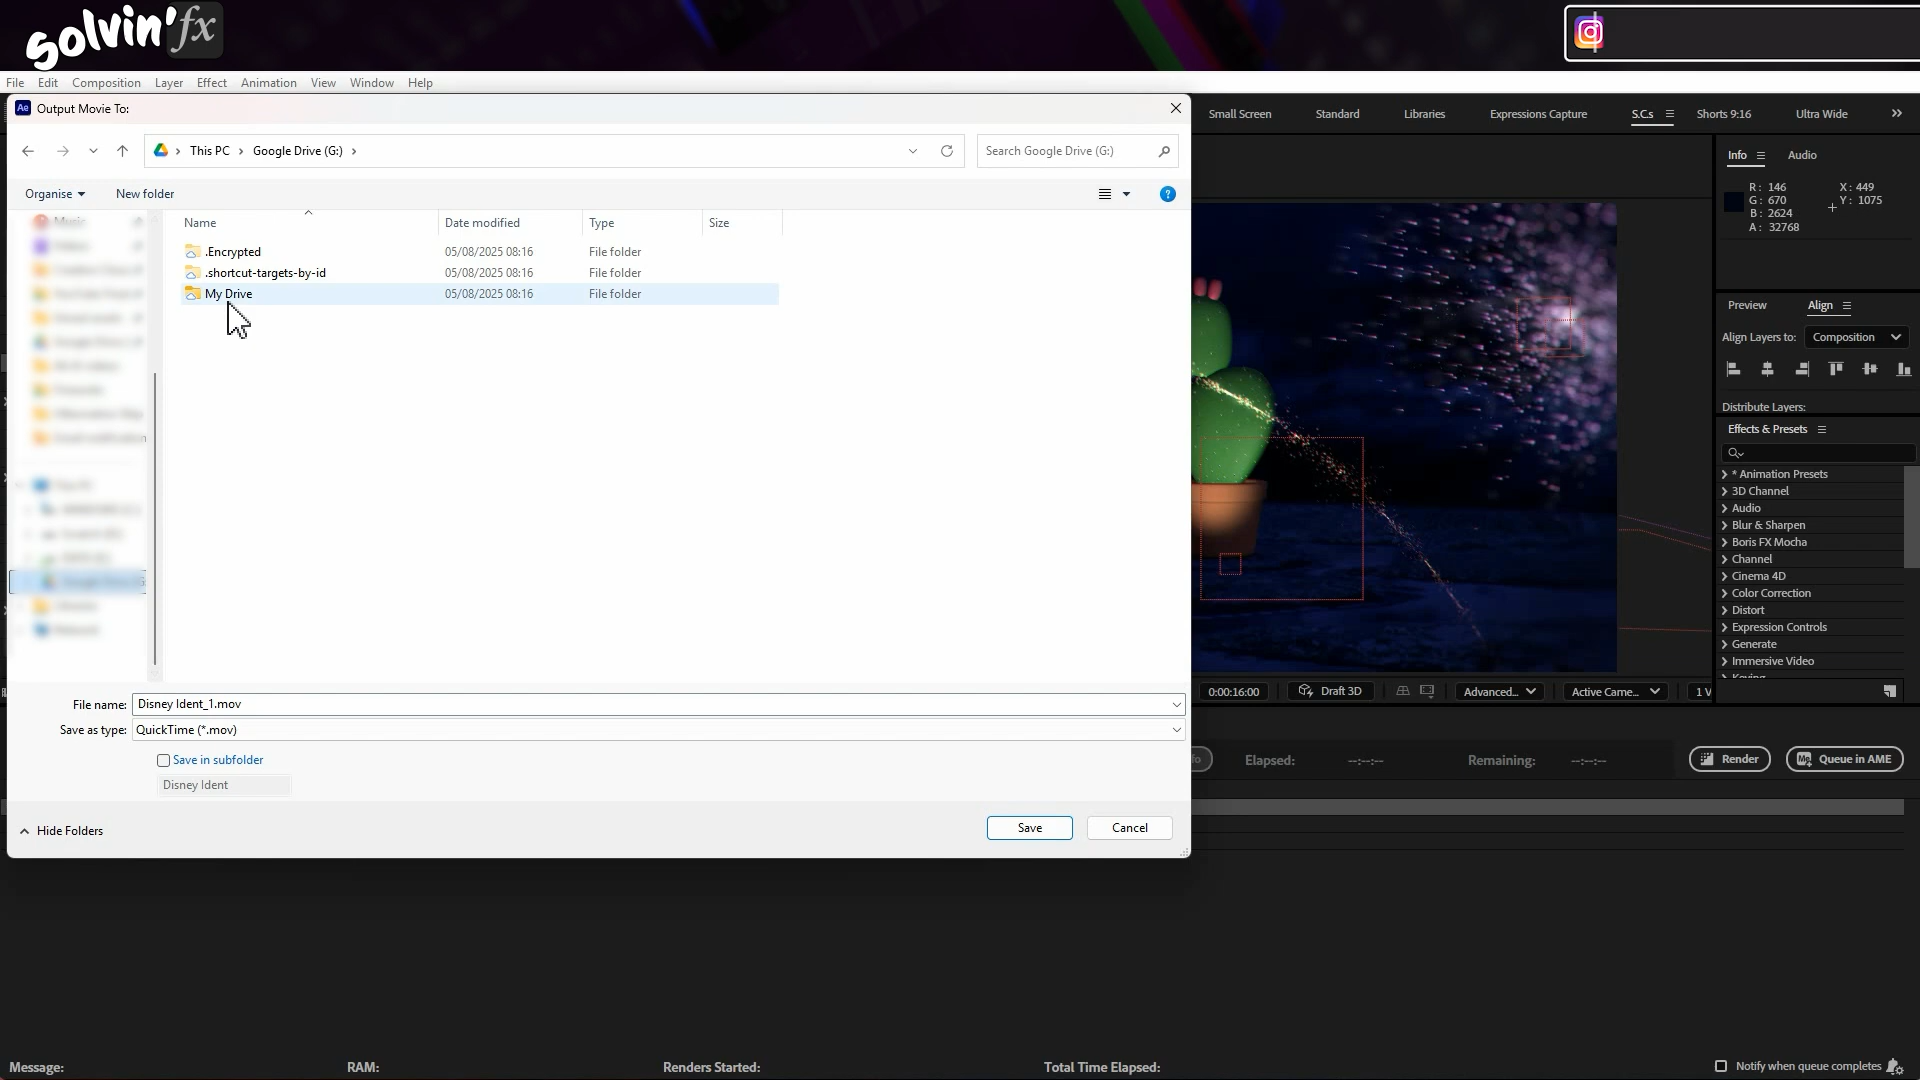 solvin'fx
File Edit Composition Layer Effect Animation View Window Help
Ae Output Movie To:
Small Screen Standard Libraries Expressions Capture S.Cs Shorts 9:16 Ultra Wide
This PC > Google Drive (G:) >
Search Google Drive (G:)
Organise New folder
Name Date modified Type Size
.Encrypted 05/08/2025 08:16 File folder
.shortcut-targets-by-id 05/08/2025 08:16 File folder
My Drive 05/08/2025 08:16 File folder
File name: Disney Ident_1.mov
Save as type: QuickTime (*.mov)
Save in subfolder
Disney Ident
Hide Folders
Save Cancel
Info Audio
R: 146 X: 449
G: 670 Y: 1075
B: 2624
A: 32768
Preview Align
Align Layers to: Composition
Distribute Layers:
Effects & Presets
* Animation Presets
3D Channel
Audio
Blur & Sharpen
Boris FX Mocha
Channel
Cinema 4D
Color Correction
Distort
Expression Controls
Generate
Immersive Video
0:00:16:00 Draft 3D Advanced... Active Came... 1 V
Elapsed: --:--:-- Remaining: --:--:-- Render Queue in AME
Message: RAM: Renders Started: Total Time Elapsed: Notify when queue completes